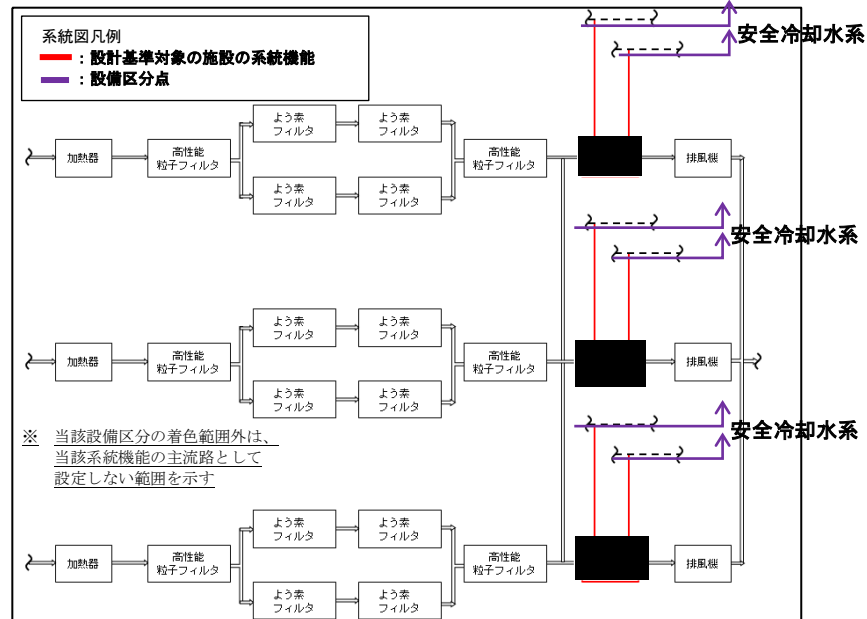 系統図凡例
：設計基準対象の施設の系統機能
：設備区分点
安全冷却水系
よう素
フィルタ
よう素
フィルタ
加熱器
高性能
粒子フィルタ
高性能
粒子フィルタ
排風機
よう素
フィルタ
よう素
フィルタ
安全冷却水系
よう素
フィルタ
よう素
フィルタ
加熱器
高性能
粒子フィルタ
高性能
粒子フィルタ
排風機
よう素
フィルタ
よう素
フィルタ
安全冷却水系
※ 当該設備区分の着色範囲外は、
当該系統機能の主流路として
設定しない範囲を示す
よう素
フィルタ
よう素
フィルタ
加熱器
高性能
粒子フィルタ
高性能
粒子フィルタ
排風機
よう素
フィルタ
よう素
フィルタ